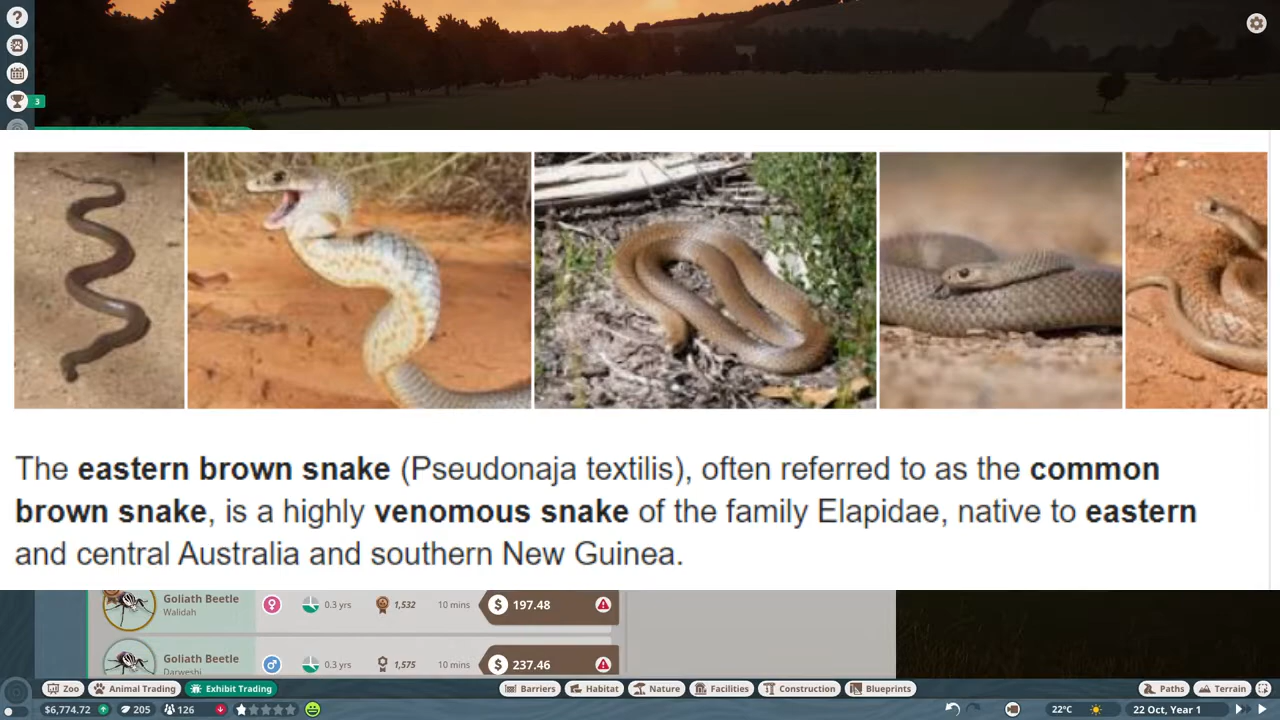 3
The eastern brown snake (Pseudonaja textilis), often referred to as the common
brown snake, is a highly venomous snake of the family Elapidae, native to eastern
and central Australia and southern New Guinea.
Goliath Beetle
Walidah
0.3 yrs
1,532
10 mins
$ 197.48
Goliath Beetle
Darweshi
0.3 yrs
1,575
10 mins
$ 237.46
Zoo
Animal Trading
Exhibit Trading
Barriers
Habitat
Nature
Facilities
Construction
Blueprints
Paths
Terrain
$6,774.72
205
126
22°C
22 Oct, Year 1